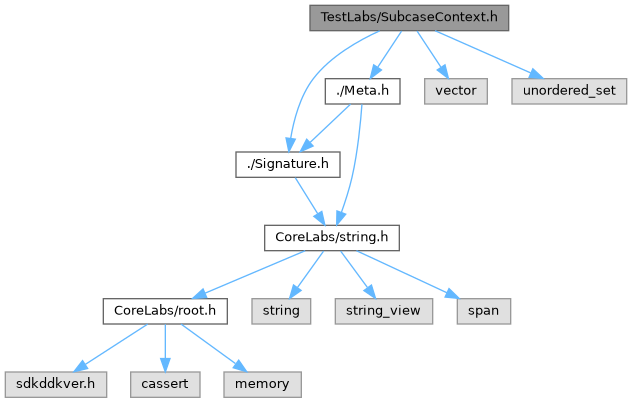 TestLabs/SubcaseContext.h
./Meta.h
vector
unordered_set
./Signature.h
CoreLabs/string.h
CoreLabs/root.h
string
string_view
span
sdkddkver.h
cassert
memory